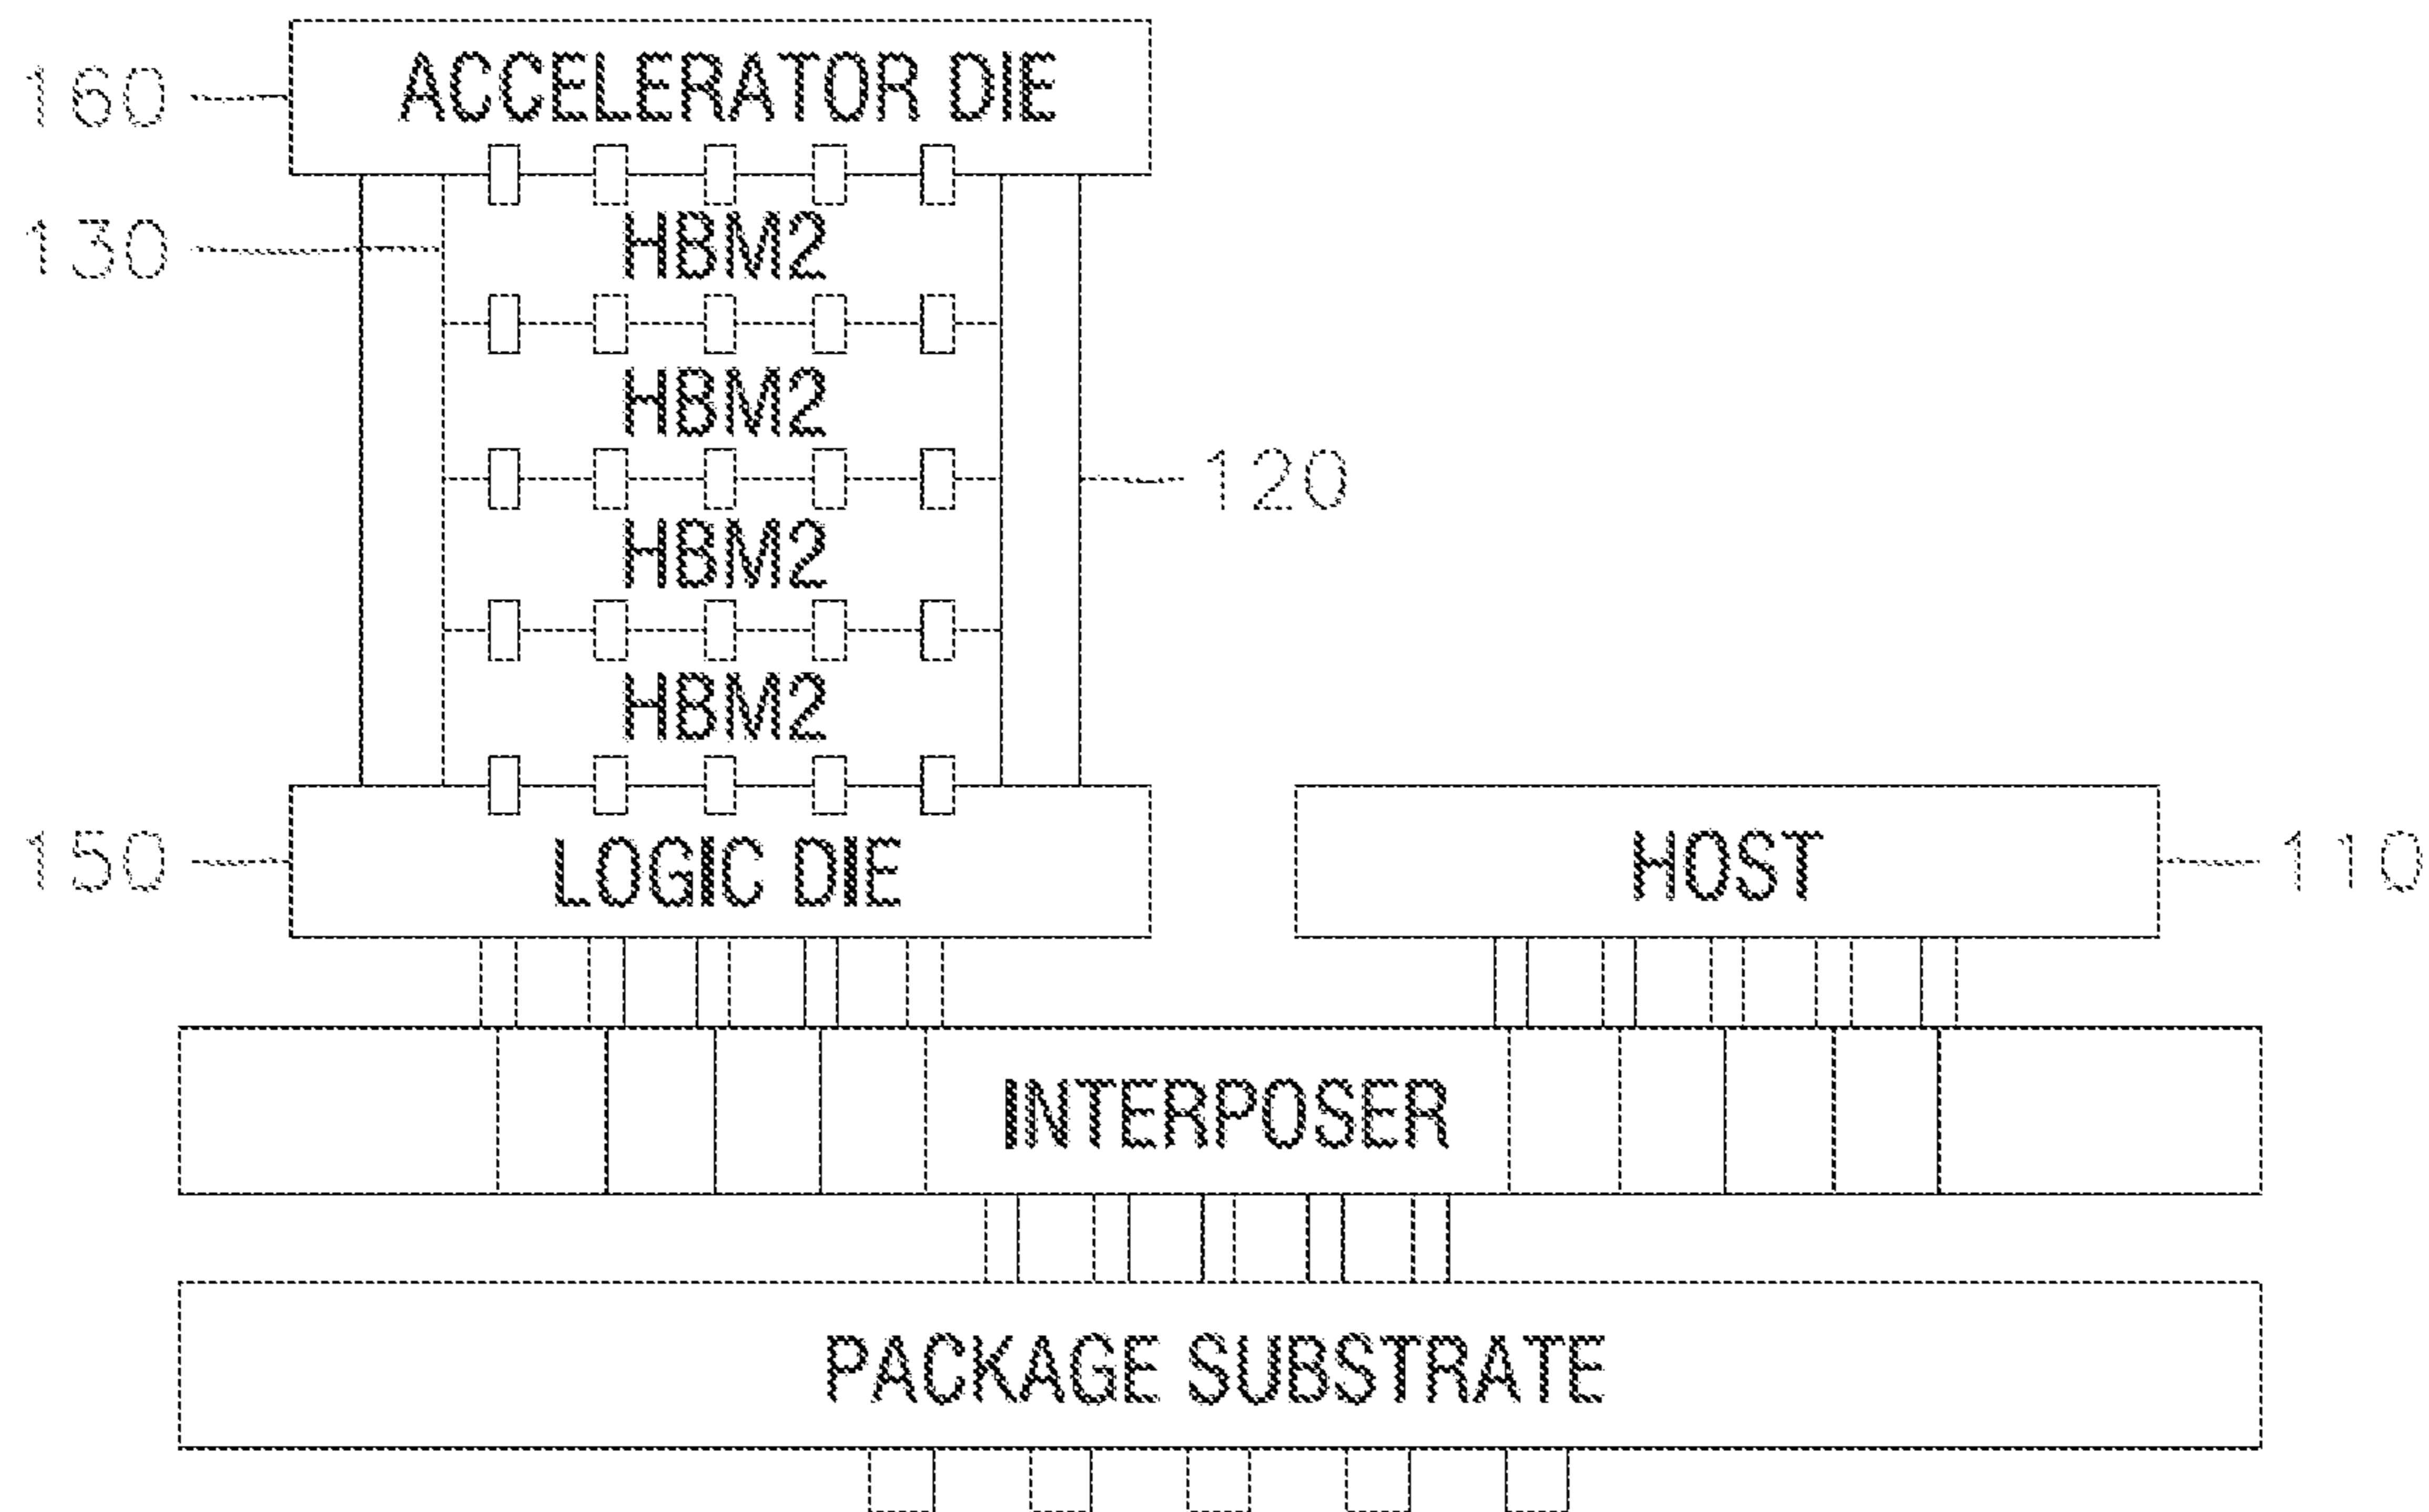 160 ACCELERATOR DIE
130 HBM2
HBM2
120
HBM2
HBM2
150 LOGIC DIE HOST 110
INTERPOSER
PACKAGE SUBSTRATE